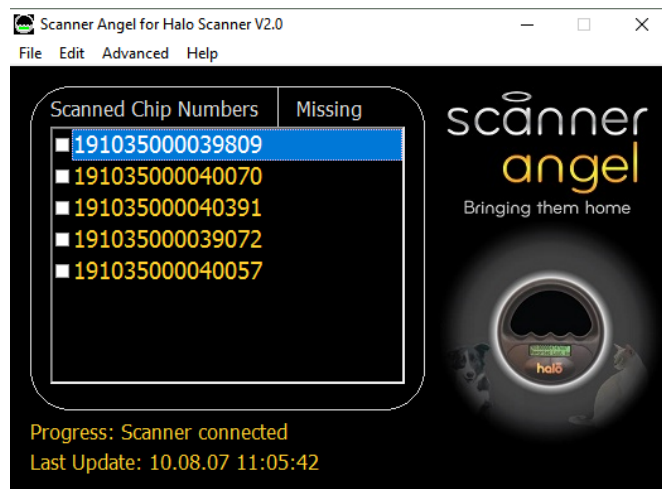 Scanner Angel for Halo Scanner V2.0
File Edit Advanced Help
Scanned Chip Numbers Missing
191035000039809
191035000040070
191035000040391
191035000039072
191035000040057
scanner
angel
Bringing them home
halo
Progress: Scanner connected
Last Update: 10.08.07 11:05:42